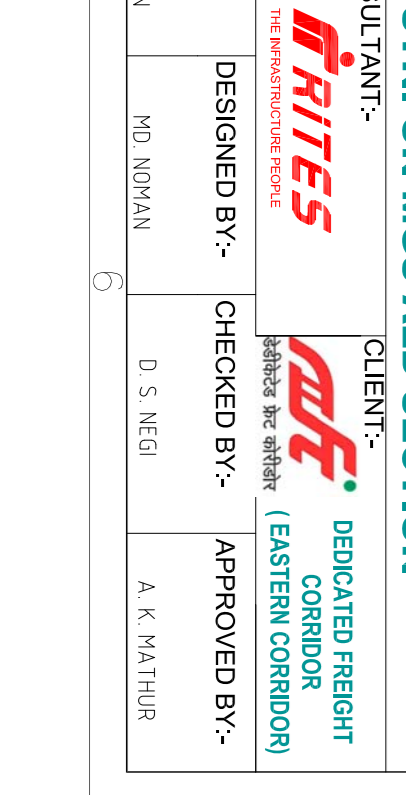 SULTANT:-
RITES
THE INFRASTRUCTURE PEOPLE
CLIENT:-
डेडीकेटेड फ्रेट कोरीडोर
DEDICATED FREIGHT
CORRIDOR
( EASTERN CORRIDOR)
DESIGNED BY:-
CHECKED BY:-
APPROVED BY:-
MD. NOMAN
D. S. NEGI
A. K. MATHUR
6